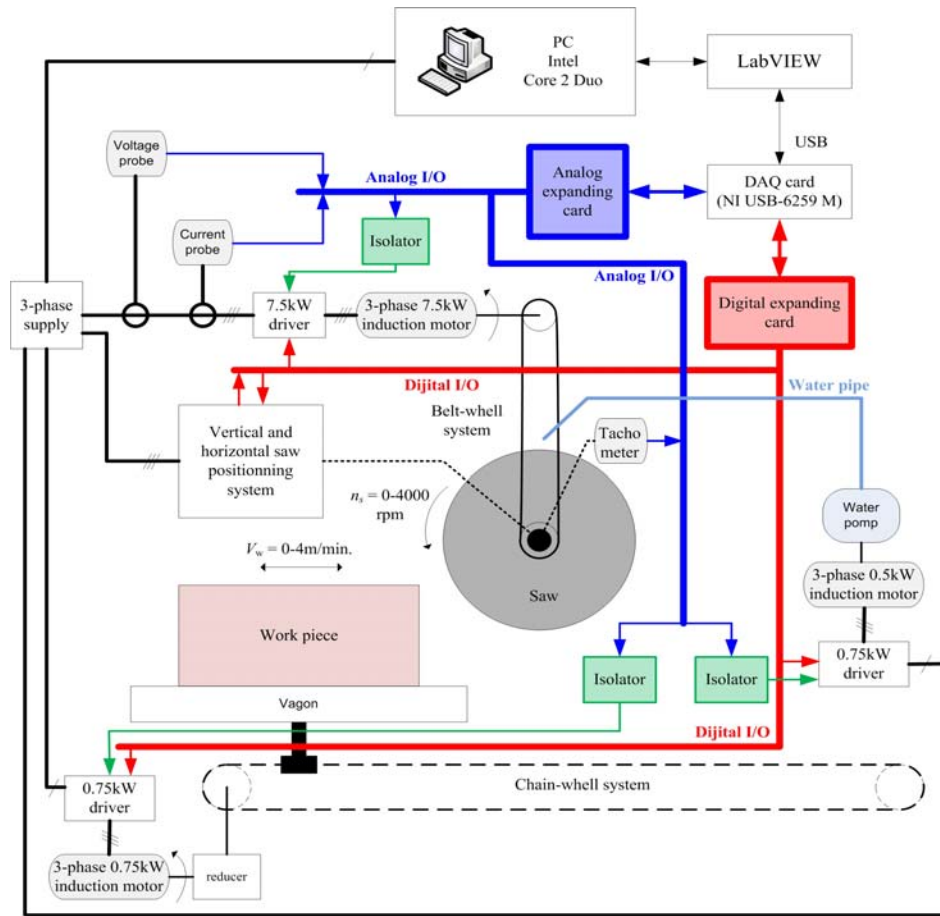 PC
Intel
Core 2 Duo
LabVIEW
USB
Voltage
probe
Analog I/O
Analog
expanding
card
DAQ card
(NI USB-6259 M)
Current
probe
Isolator
Analog I/O
3-phase
supply
7.5kW
driver
3-phase 7.5kW
induction motor
Digital expanding
card
Dijital I/O
Water pipe
Vertical and
horizontal saw
positionning
system
Belt-whell
system
Tacho
meter
n_s = 0-4000
rpm
Water
pomp
V_w = 0-4m/min.
3-phase 0.5kW
induction motor
Saw
Work piece
Isolator
Isolator
0.75kW
driver
Vagon
Dijital I/O
0.75kW
driver
Chain-whell system
3-phase 0.75kW
induction motor
reducer